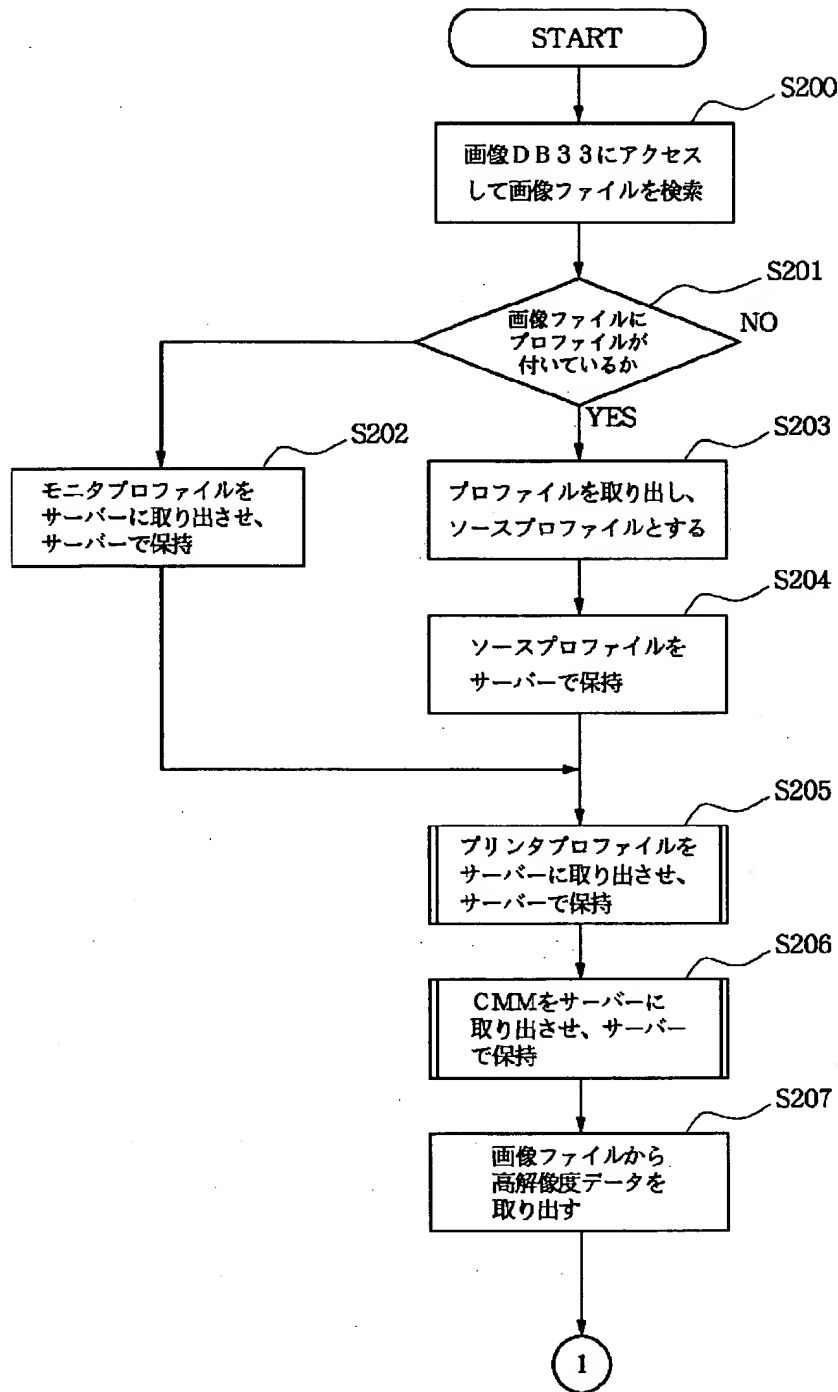 START
S200
画像DB33にアクセス
して画像ファイルを検索
S201
画像ファイルに
プロファイルが
付いているか
NO
YES
S202
モニタプロファイルを
サーバーに取り出させ、
サーバーで保持
S203
プロファイルを取り出し、
ソースプロファイルとする
S204
ソースプロファイルを
サーバーで保持
S205
プリンタプロファイルを
サーバーに取り出させ、
サーバーで保持
S206
CMMをサーバーに
取り出させ、サーバー
で保持
S207
画像ファイルから
高解像度データを
取り出す
1